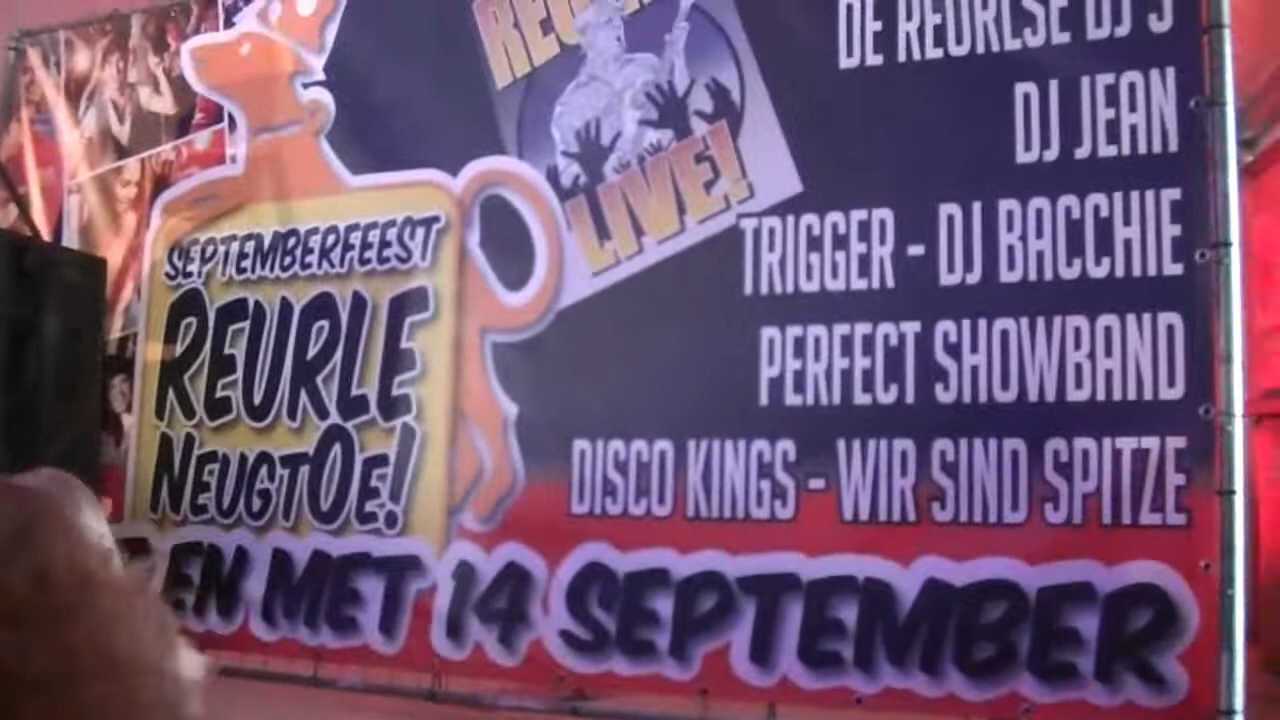 LIVE!
DE REURLSE DJ'S
DJ JEAN
TRIGGER - DJ BACCHIE
PERFECT SHOWBAND
DISCO KINGS - WIR SIND SPITZE
SEPTEMBERFEEST
REURLE
NEUGTOE!
EN MET 14 SEPTEMBER